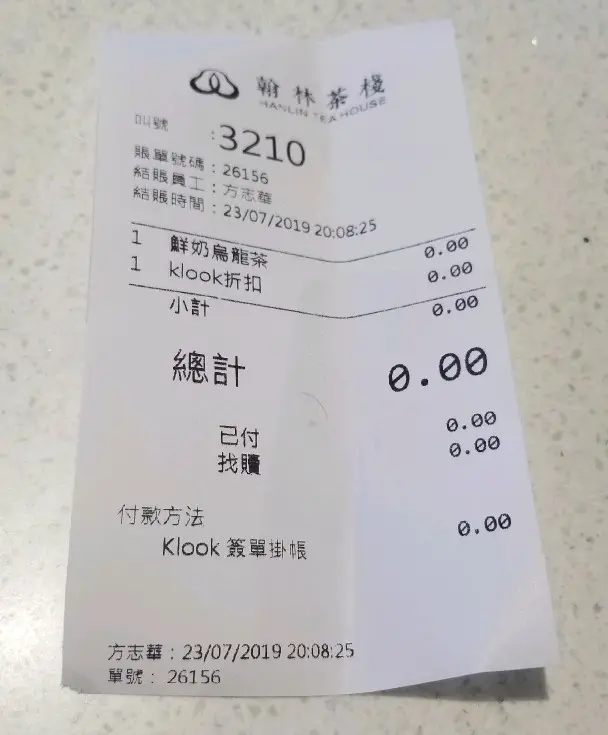 翰林茶棧
HANLIN TEA HOUSE
叫號 :3210
賬單號碼：26156
結賬員工：方志華
結賬時間：23/07/2019 20:08:25
1 鮮奶烏龍茶 0.00
1 klook折扣 0.00
小計 0.00
總計 0.00
已付 0.00
找贖 0.00
付款方法
Klook 簽單掛帳 0.00
方志華：23/07/2019 20:08:25
單號： 26156